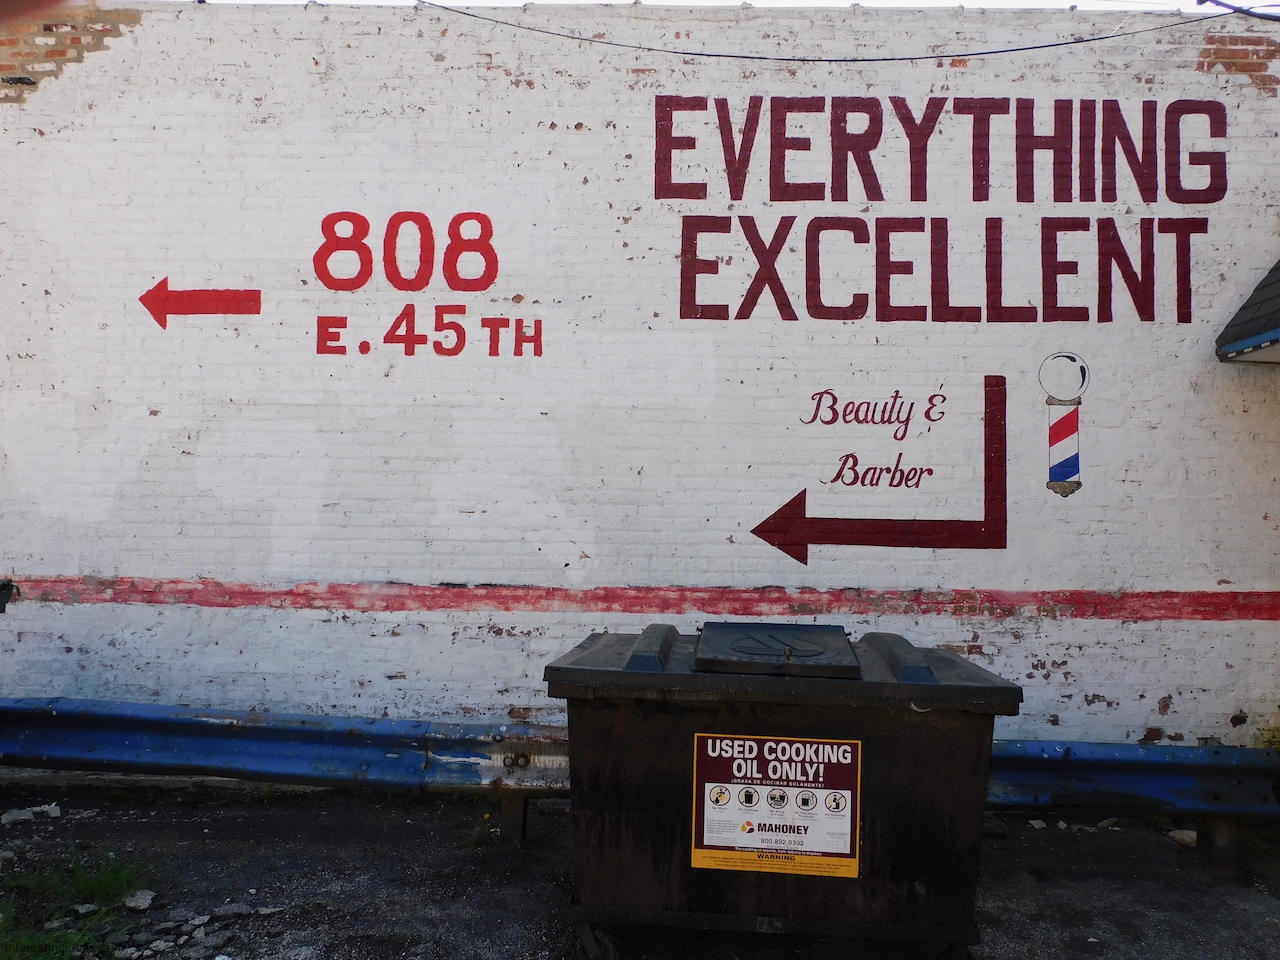 EVERYTHING
EXCELLENT
808
E. 45TH
Beauty &
Barber
USED COOKING
OIL ONLY!
¡GRASA DE COCINAR SOLAMENTE!
MAHONEY
800.892.9392
WARNING